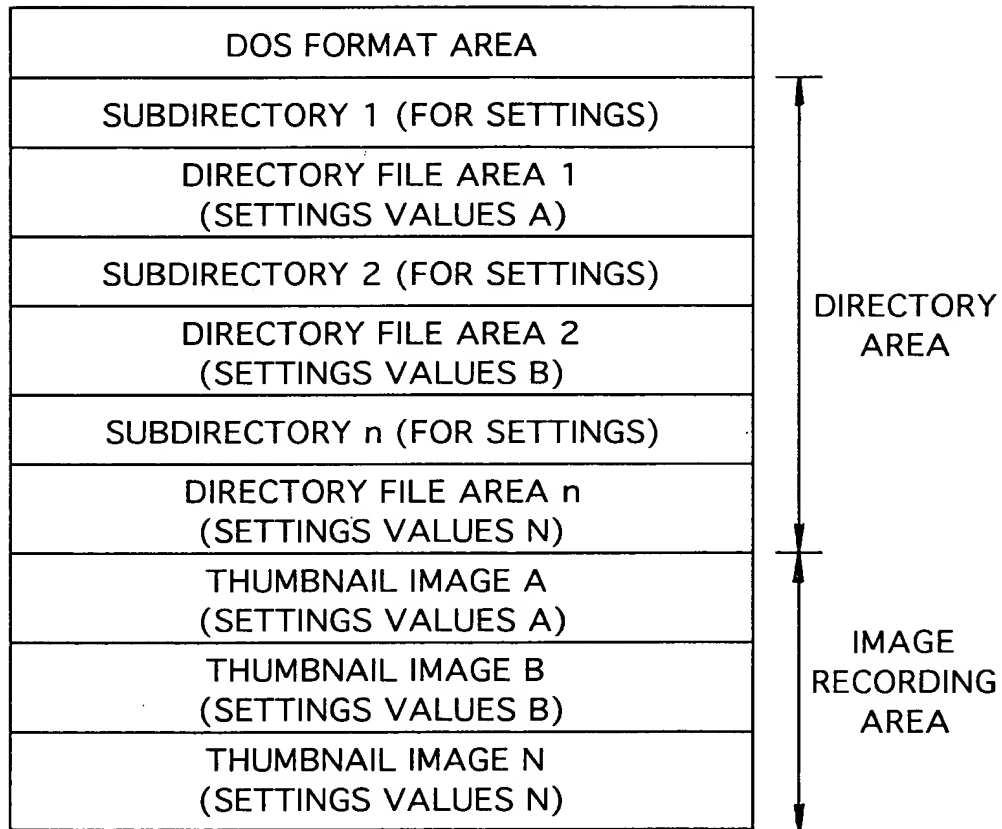 DOS FORMAT AREA
SUBDIRECTORY 1 (FOR SETTINGS)
DIRECTORY FILE AREA 1
(SETTINGS VALUES A)
SUBDIRECTORY 2 (FOR SETTINGS)
DIRECTORY FILE AREA 2
(SETTINGS VALUES B)
SUBDIRECTORY n (FOR SETTINGS)
DIRECTORY FILE AREA n
(SETTINGS VALUES N)
THUMBNAIL IMAGE A
(SETTINGS VALUES A)
THUMBNAIL IMAGE B
(SETTINGS VALUES B)
THUMBNAIL IMAGE N
(SETTINGS VALUES N)
DIRECTORY
AREA
IMAGE
RECORDING
AREA